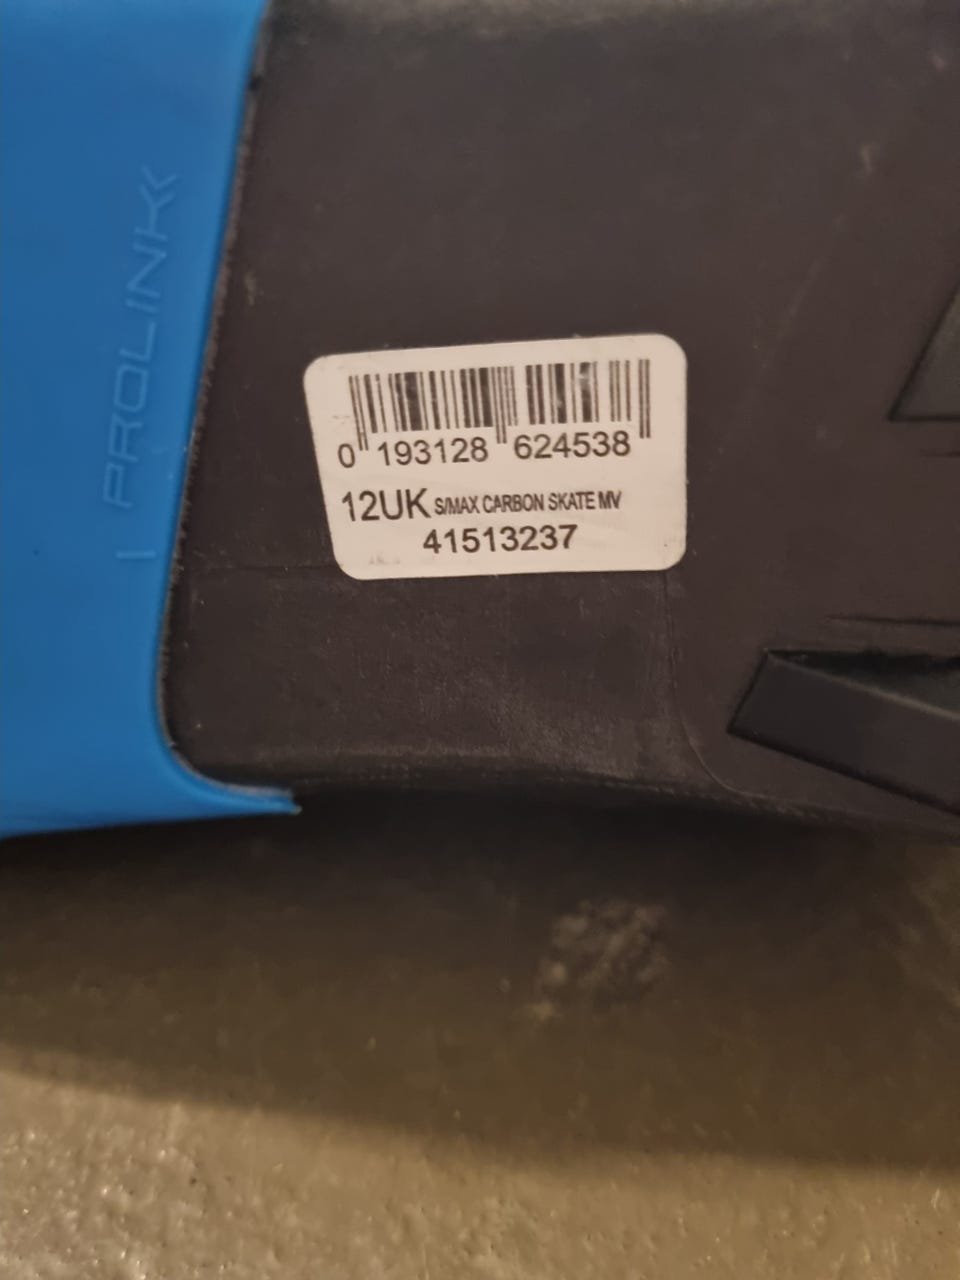 PROLINK
0 193128 624538
12UK S/MAX CARBON SKATE MV
41513237